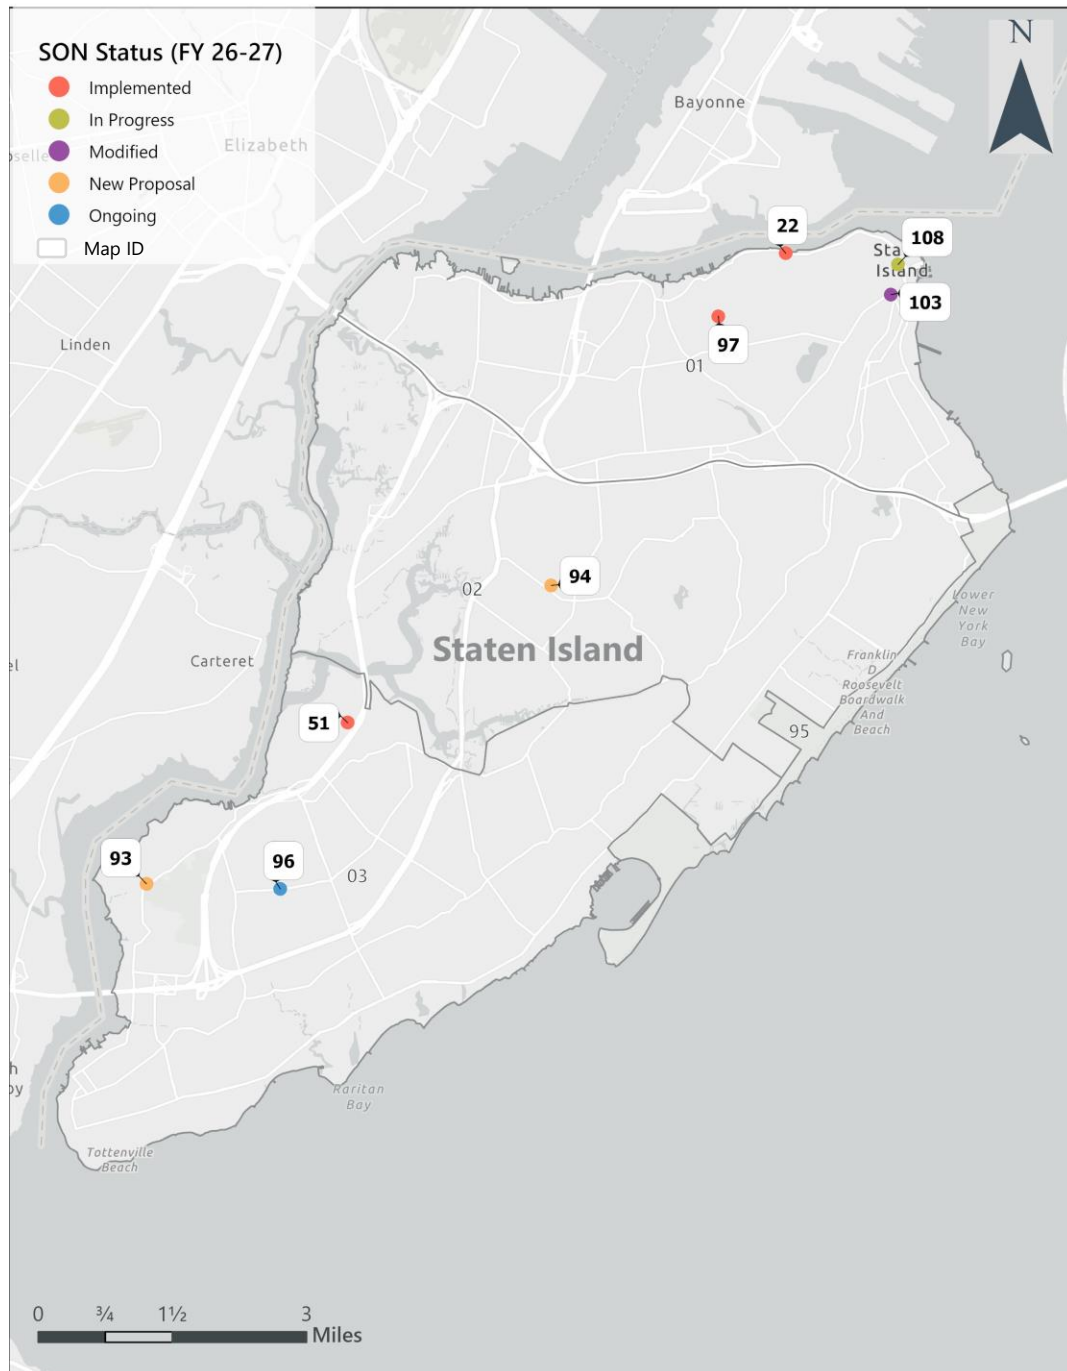 SON Status (FY 26-27)
Implemented
In Progress
Modified
New Proposal
Ongoing
Map ID
N
Bayonne
Elizabeth
Linden
22
108
Island
103
97
01
94
02
Staten Island
Lower
New York
Bay
Carteret
Franklin
D
Roosevelt
Boardwalk
And
Beach
51
95
93
96
03
Raritan
Bay
Tottenville
Beach
0 ¾ 1½ 3
Miles